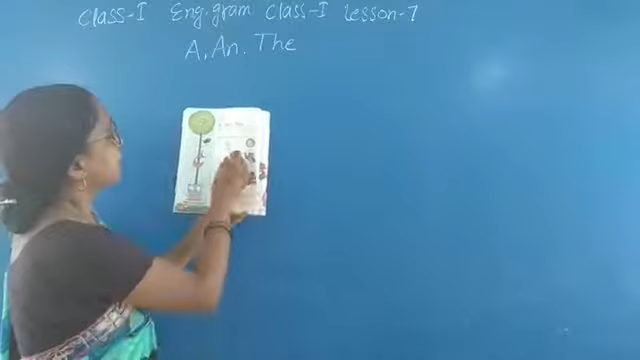 Class-I Eng. gram Class-I Lesson-7
A, An. The